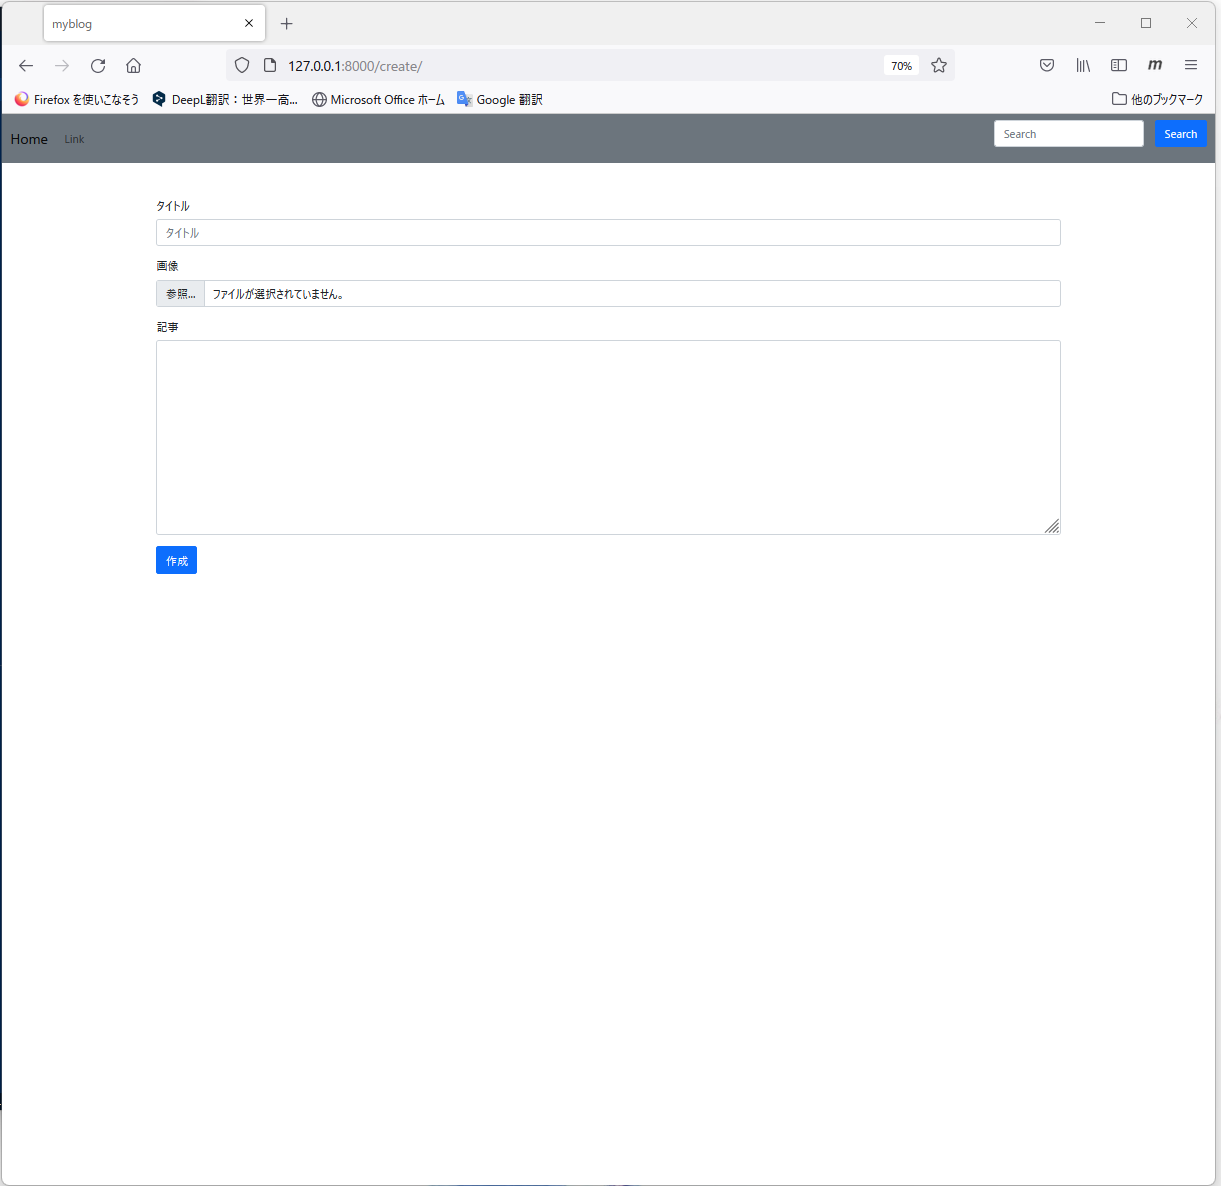 myblog
127.0.0.1:8000/create/
70%
Firefox を使いこなそう
DeepL翻訳：世界一高...
Microsoft Office ホーム
Google 翻訳
他のブックマーク
Home
Link
Search
Search
タイトル
タイトル
画像
参照...
ファイルが選択されていません。
記事
作成